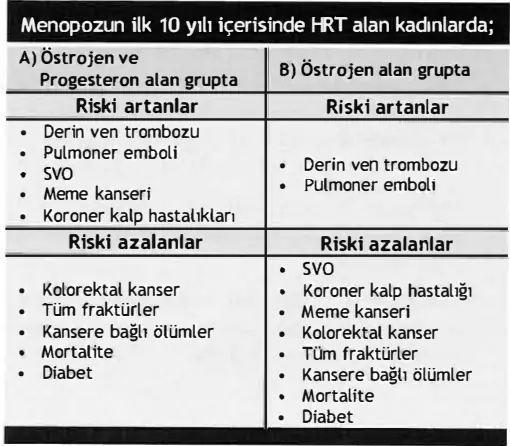 Menopozun ilk 10 yılı içerisinde HRT alan kadınlarda;
A) Östrojen ve
Progesteron alan grupta
B) Östrojen alan grupta
Riski artanlar
Riski artanlar
• Derin ven trombozu
• Pulmoner emboli
• SVO
• Meme kanseri
• Koroner kalp hastalıkları
• Derin ven trombozu
• Pulmoner emboli
Riski azalanlar
Riski azalanlar
• Kolorektal kanser
• Tüm fraktürler
• Kansere bağlı ölümler
• Mortalite
• Diabet
• SVO
• Koroner kalp hastalığı
• Meme kanseri
• Kolorektal kanser
• Tüm fraktürler
• Kansere bağlı ölümler
• Mortalite
• Diabet